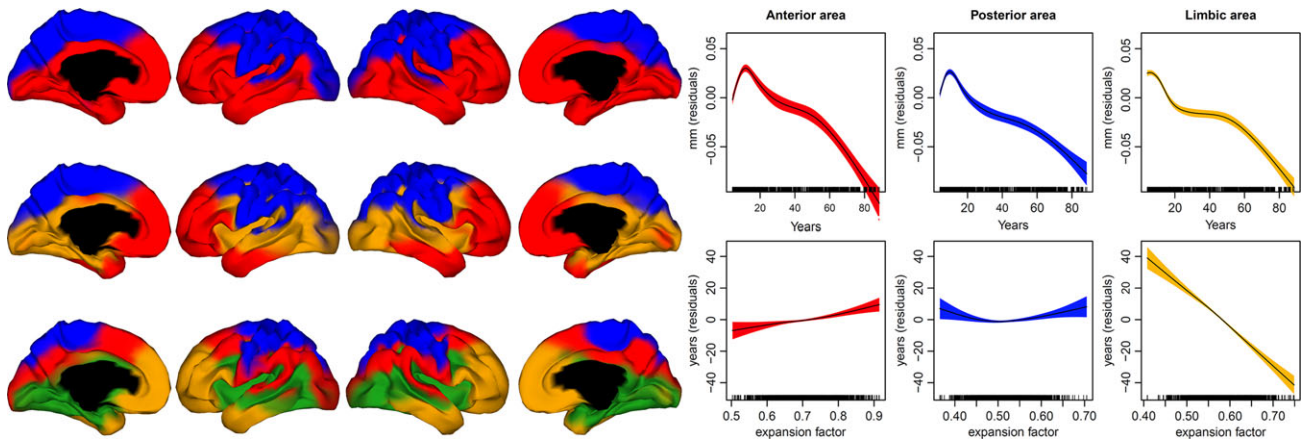 Anterior area
Posterior area
Limbic area
mm (residuals)
0.05
0.00
−0.05
20 40 60 80
Years
mm (residuals)
0.05
0.00
−0.05
20 40 60 80
Years
mm (residuals)
0.05
0.00
−0.05
20 40 60 80
Years
years (residuals)
40
20
0
−20
−40
0.5 0.6 0.7 0.8 0.9
expansion factor
years (residuals)
40
20
0
−20
−40
0.40 0.50 0.60 0.70
expansion factor
years (residuals)
40
20
0
−20
−40
0.40 0.50 0.60 0.70
expansion factor